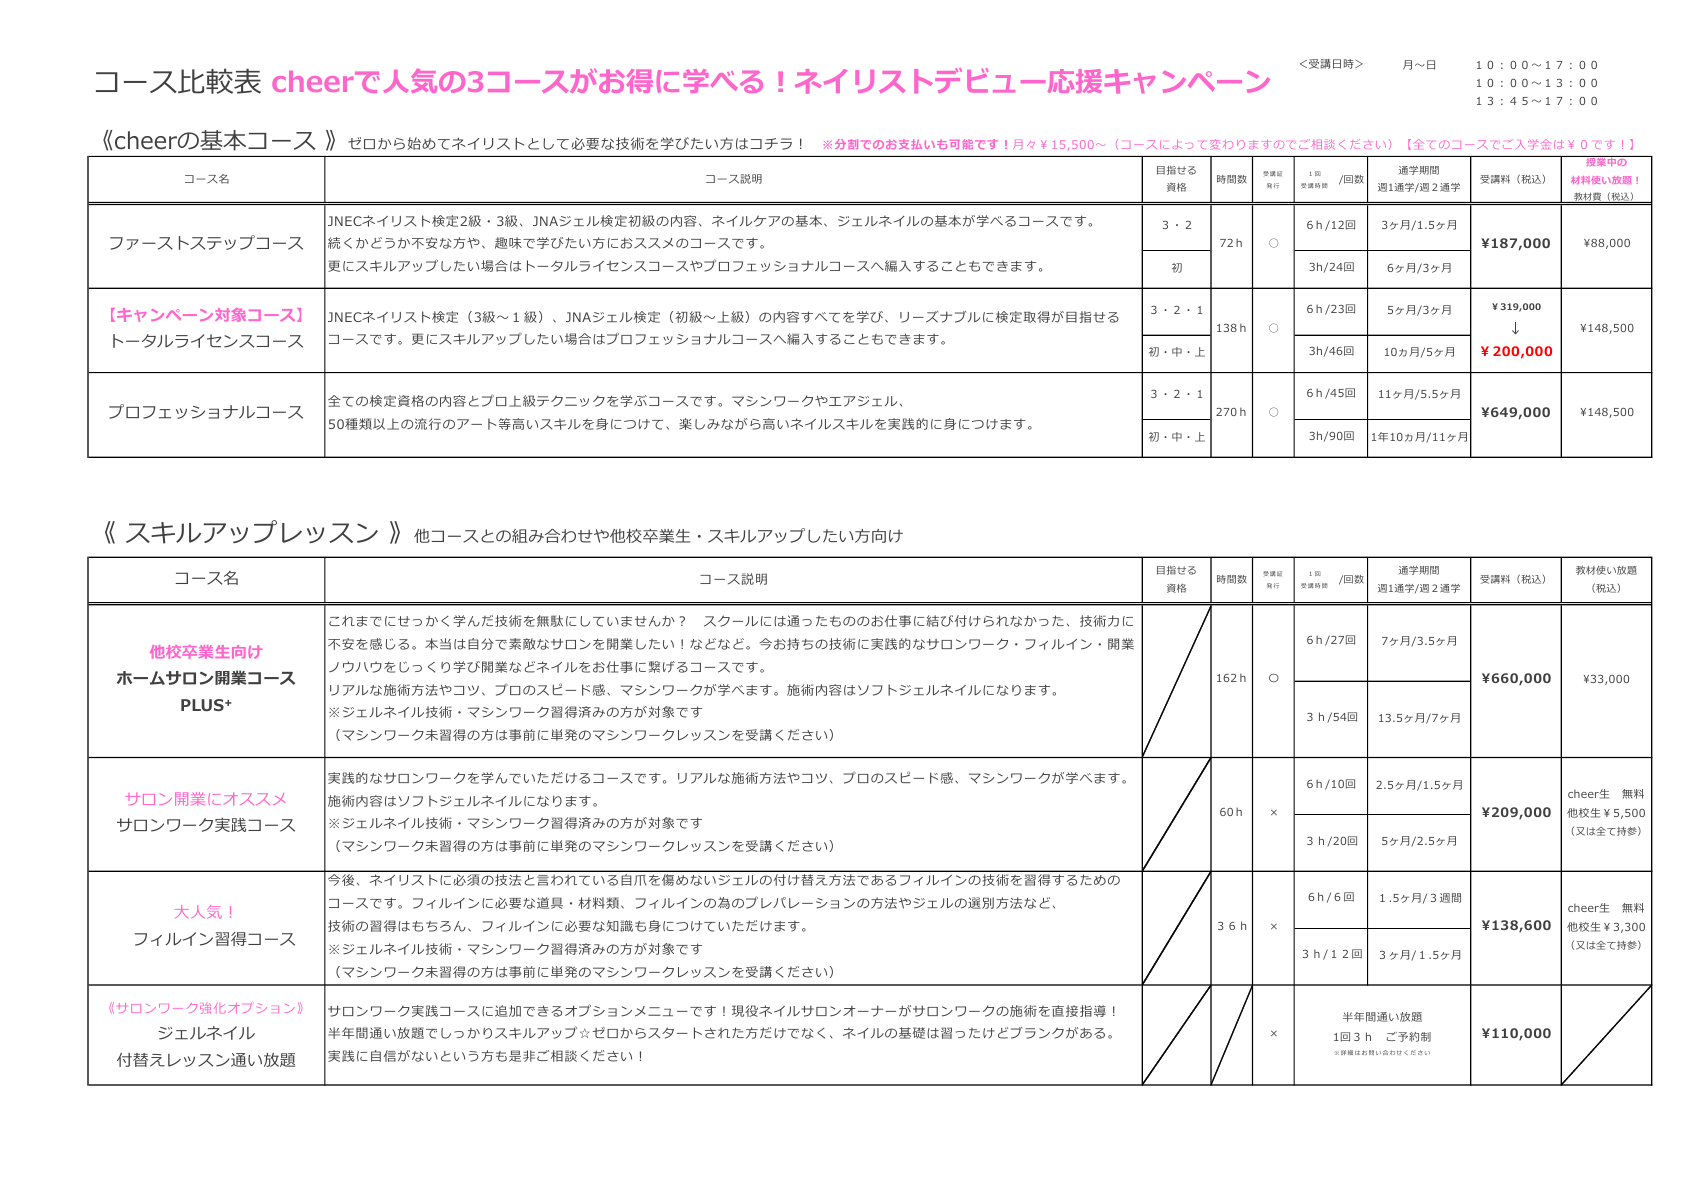 コース比較表 cheerで人気の3コースがお得に学べる！ネイリストデビュー応援キャンペーン
＜受講日時＞　月～日　１０：００～１７：００
１０：００～１３：００
１３：４５～１７：００
《cheerの基本コース 》ゼロから始めてネイリストとして必要な技術を学びたい方はコチラ！　※分割でのお支払いも可能です！月々￥15,500～（コースによって変わりますのでご相談ください）【全てのコースでご入学金は￥０です！】
コース名
コース説明
目指せる
資格
時間数
受講証
発行
１回
受講時間　/回数
通学期間
週1通学/週２通学
受講料（税込）
授業中の
材料使い放題！
教材費（税込）
ファーストステップコース
JNECネイリスト検定2級・3級、JNAジェル検定初級の内容、ネイルケアの基本、ジェルネイルの基本が学べるコースです。
続くかどうか不安な方や、趣味で学びたい方におススメのコースです。
更にスキルアップしたい場合はトータルライセンスコースやプロフェッショナルコースへ編入することもできます。
３・２
初
72ｈ
○
6ｈ/12回
3ヶ月/1.5ヶ月
3h/24回
6ヶ月/3ヶ月
¥187,000
¥88,000
【キャンペーン対象コース】
トータルライセンスコース
JNECネイリスト検定（3級～１級）、JNAジェル検定（初級～上級）の内容すべてを学び、リーズナブルに検定取得が目指せる
コースです。更にスキルアップしたい場合はプロフェッショナルコースへ編入することもできます。
３・２・１
初・中・上
138ｈ
○
6ｈ/23回
5ヶ月/3ヶ月
3h/46回
10ヵ月/5ヶ月
￥319,000
↓
￥200,000
¥148,500
プロフェッショナルコース
全ての検定資格の内容とプロ上級テクニックを学ぶコースです。マシンワークやエアジェル、
50種類以上の流行のアート等高いスキルを身につけて、楽しみながら高いネイルスキルを実践的に身につけます。
３・２・１
初・中・上
270ｈ
○
6ｈ/45回
11ヶ月/5.5ヶ月
3h/90回
1年10ヵ月/11ヶ月
¥649,000
¥148,500
《 スキルアップレッスン 》他コースとの組み合わせや他校卒業生・スキルアップしたい方向け
コース名
コース説明
目指せる
資格
時間数
受講証
発行
１回
受講時間　/回数
通学期間
週1通学/週２通学
受講料（税込）
教材使い放題
（税込）
他校卒業生向け
ホームサロン開業コース
PLUS⁺
これまでにせっかく学んだ技術を無駄にしていませんか？　スクールには通ったもののお仕事に結び付けられなかった、技術力に
不安を感じる。本当は自分で素敵なサロンを開業したい！などなど。今お持ちの技術に実践的なサロンワーク・フィルイン・開業
ノウハウをじっくり学び開業などネイルをお仕事に繋げるコースです。
リアルな施術方法やコツ、プロのスピード感、マシンワークが学べます。施術内容はソフトジェルネイルになります。
※ジェルネイル技術・マシンワーク習得済みの方が対象です
（マシンワーク未習得の方は事前に単発のマシンワークレッスンを受講ください）
162ｈ
○
6ｈ/27回
7ヶ月/3.5ヶ月
３ｈ/54回
13.5ヶ月/7ヶ月
¥660,000
¥33,000
サロン開業にオススメ
サロンワーク実践コース
実践的なサロンワークを学んでいただけるコースです。リアルな施術方法やコツ、プロのスピード感、マシンワークが学べます。
施術内容はソフトジェルネイルになります。
※ジェルネイル技術・マシンワーク習得済みの方が対象です
（マシンワーク未習得の方は事前に単発のマシンワークレッスンを受講ください）
60ｈ
×
6ｈ/10回
2.5ヶ月/1.5ヶ月
３ｈ/20回
5ヶ月/2.5ヶ月
¥209,000
cheer生　無料
他校生￥5,500
（又は全て持参）
大人気！
フィルイン習得コース
今後、ネイリストに必須の技法と言われている自爪を傷めないジェルの付け替え方法であるフィルインの技術を習得するための
コースです。フィルインに必要な道具・材料類、フィルインの為のプレパレーションの方法やジェルの選別方法など、
技術の習得はもちろん、フィルインに必要な知識も身につけていただけます。
※ジェルネイル技術・マシンワーク習得済みの方が対象です
（マシンワーク未習得の方は事前に単発のマシンワークレッスンを受講ください）
３６ｈ
×
6ｈ/６回
1.5ヶ月/３週間
３ｈ/１２回
３ヶ月/1.5ヶ月
¥138,600
cheer生　無料
他校生￥3,300
（又は全て持参）
《サロンワーク強化オプション》
ジェルネイル
付替えレッスン通い放題
サロンワーク実践コースに追加できるオプションメニューです！現役ネイルサロンオーナーがサロンワークの施術を直接指導！
半年間通い放題でしっかりスキルアップ☆ゼロからスタートされた方だけでなく、ネイルの基礎は習ったけどブランクがある。
実践に自信がないという方も是非ご相談ください！
×
半年間通い放題
1回３ｈ　ご予約制
※詳細はお問い合わせください
¥110,000